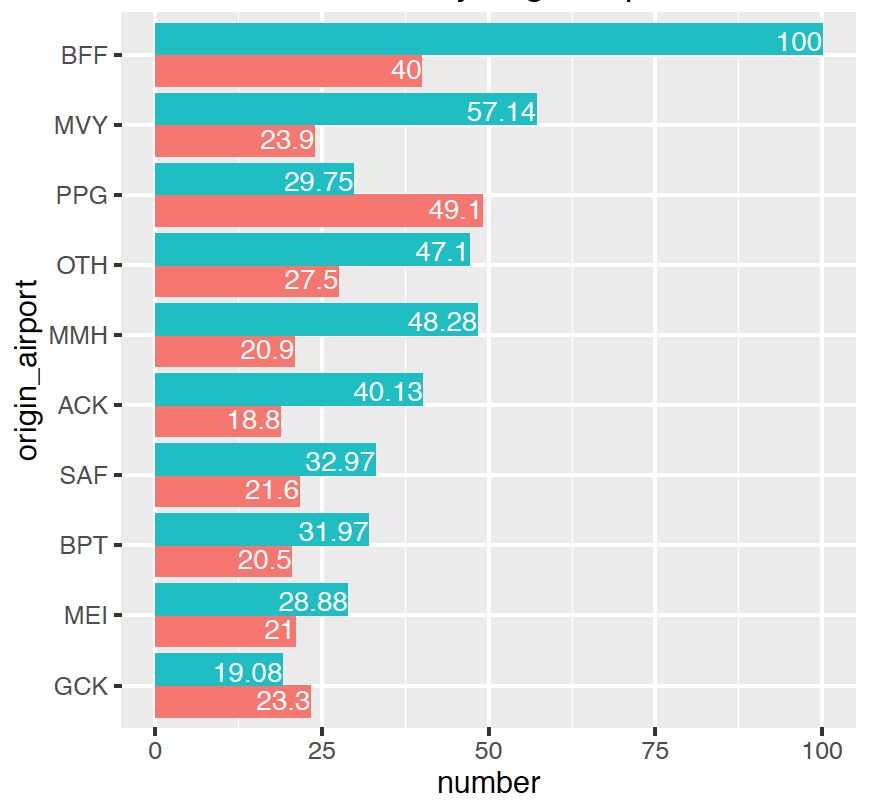 BFF 100
40
MVY 57.14
23.9
PPG 29.75
49.1
OTH 47.1
27.5
MMH 48.28
20.9
ACK 40.13
18.8
SAF 32.97
21.6
BPT 31.97
20.5
MEI 28.88
21
GCK 19.08
23.3
origin_airport
0 25 50 75 100
number